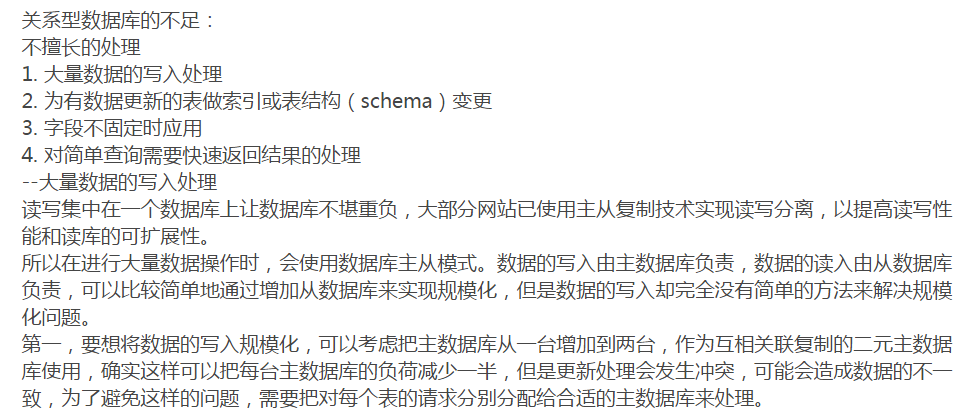 关系型数据库的不足：
不擅长的处理
1. 大量数据的写入处理
2. 为有数据更新的表做索引或表结构（schema）变更
3. 字段不固定时应用
4. 对简单查询需要快速返回结果的处理
--大量数据的写入处理
读写集中在一个数据库上让数据库不堪重负，大部分网站已使用主从复制技术实现读写分离，以提高读写性
能和读库的可扩展性。
所以在进行大量数据操作时，会使用数据库主从模式。数据的写入由主数据库负责，数据的读入由从数据库
负责，可以比较简单地通过增加从数据库来实现规模化，但是数据的写入却完全没有简单的方法来解决规模
化问题。
第一，要想将数据的写入规模化，可以考虑把主数据库从一台增加到两台，作为互相关联复制的二元主数据
库使用，确实这样可以把每台主数据库的负荷减少一半，但是更新处理会发生冲突，可能会造成数据的不一
致，为了避免这样的问题，需要把对每个表的请求分别分配给合适的主数据库来处理。